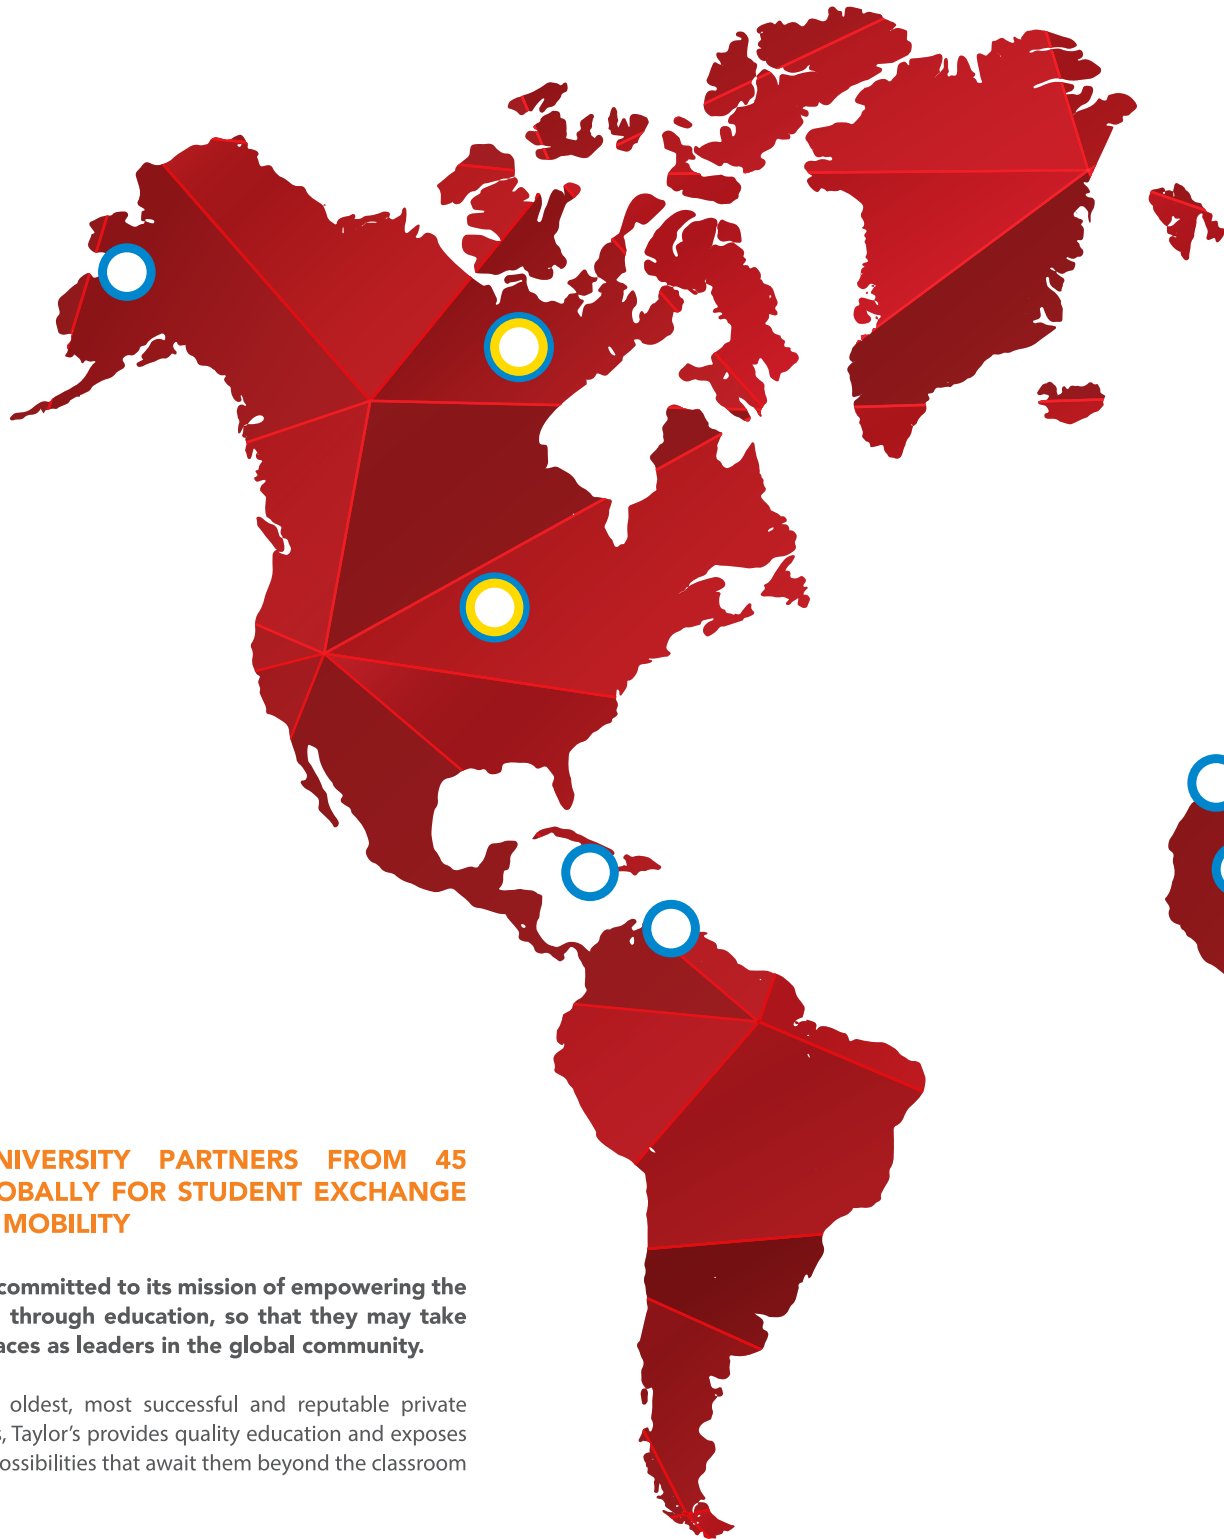 NIVERSITY PARTNERS FROM 45
OBALLY FOR STUDENT EXCHANGE
MOBILITY
committed to its mission of empowering the
through education, so that they may take
aces as leaders in the global community.
oldest, most successful and reputable private
s, Taylor's provides quality education and exposes
ossibilities that await them beyond the classroom